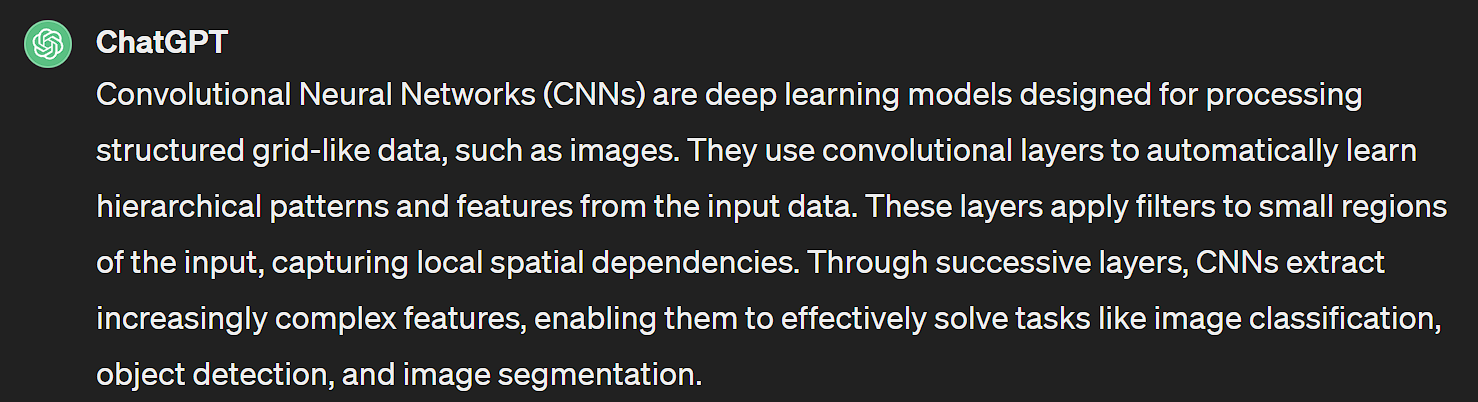 ChatGPT
Convolutional Neural Networks (CNNs) are deep learning models designed for processing
structured grid-like data, such as images. They use convolutional layers to automatically learn
hierarchical patterns and features from the input data. These layers apply filters to small regions
of the input, capturing local spatial dependencies. Through successive layers, CNNs extract
increasingly complex features, enabling them to effectively solve tasks like image classification,
object detection, and image segmentation.